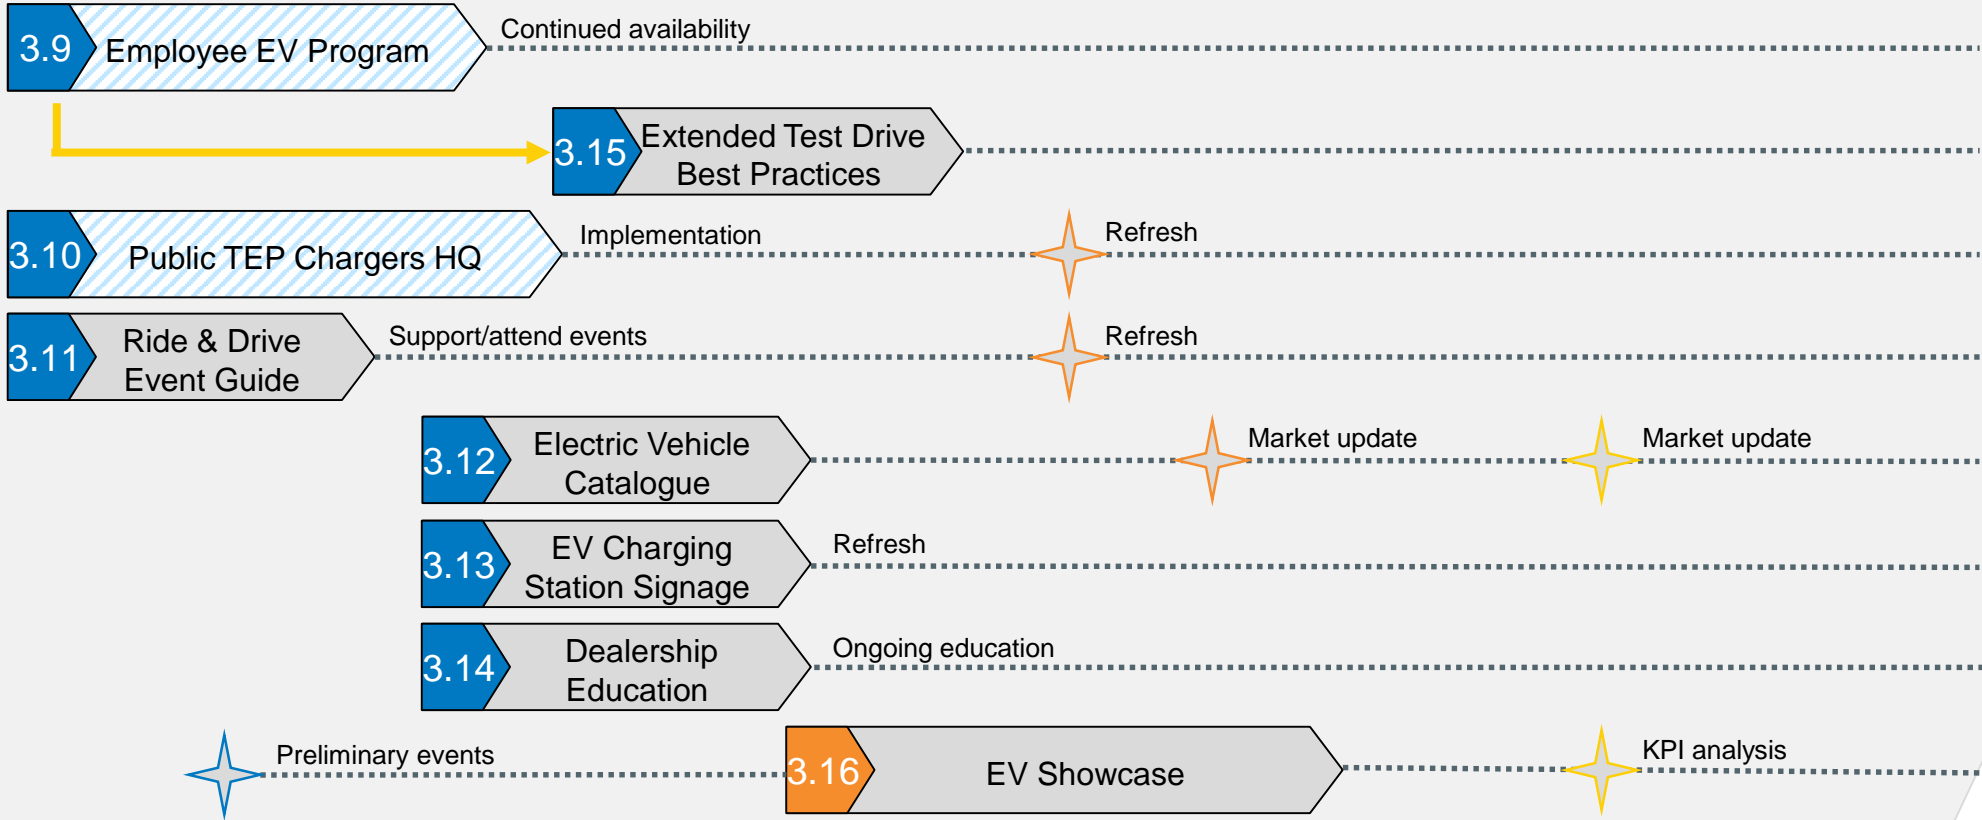 3.9 Employee EV Program Continued availability
3.15 Extended Test Drive
Best Practices
3.10 Public TEP Chargers HQ Implementation Refresh
3.11 Ride & Drive
Event Guide
Support/attend events Refresh
3.12 Electric Vehicle
Catalogue
Market update Market update
3.13 EV Charging
Station Signage
Refresh
3.14 Dealership
Education
Ongoing education
Preliminary events 3.16 EV Showcase KPI analysis